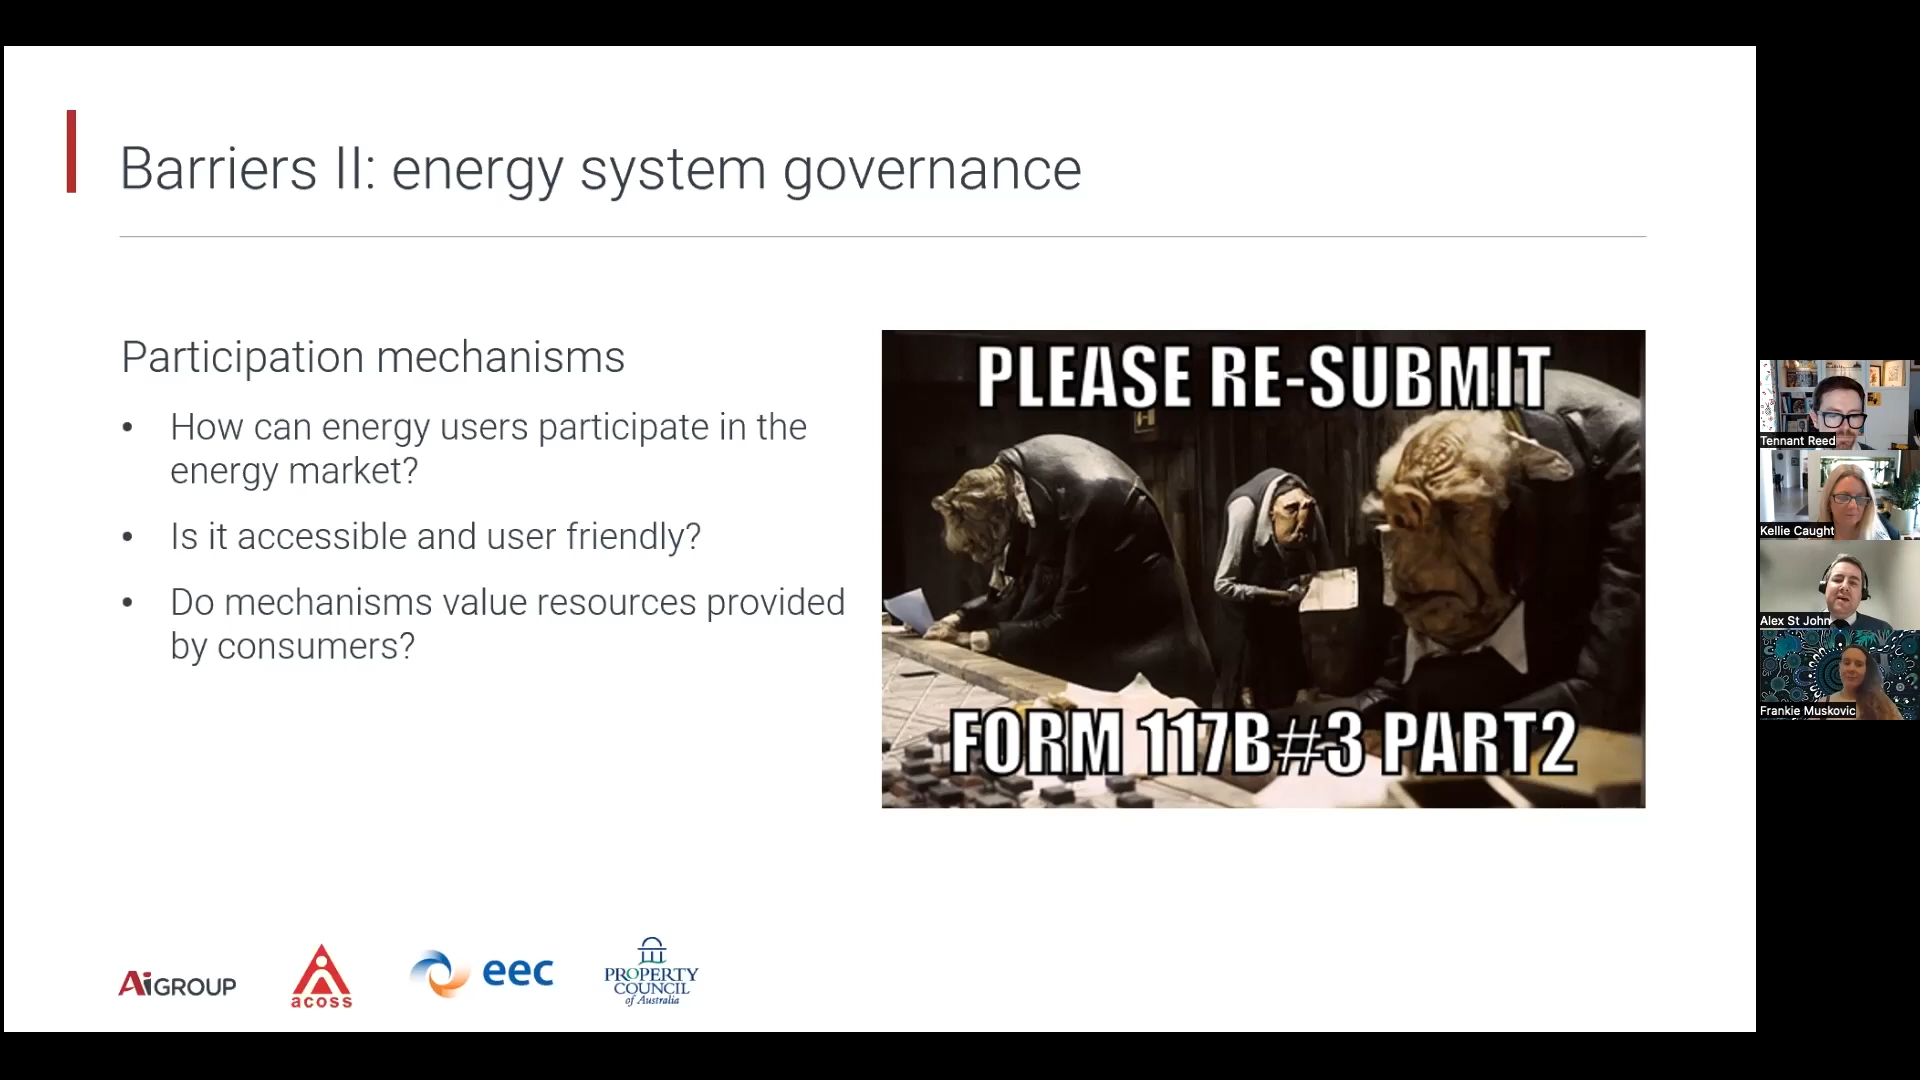 Barriers II: energy system governance
Participation mechanisms
• How can energy users participate in the
energy market?
• Is it accessible and user friendly?
• Do mechanisms value resources provided
by consumers?
PLEASE RE-SUBMIT
FORM 117B#3 PART2
Ai GROUP
acoss
eec
PROPERTY
COUNCIL
of Australia
Tennant Reed
Kellie Caught
Alex St John
Frankie Muskovic